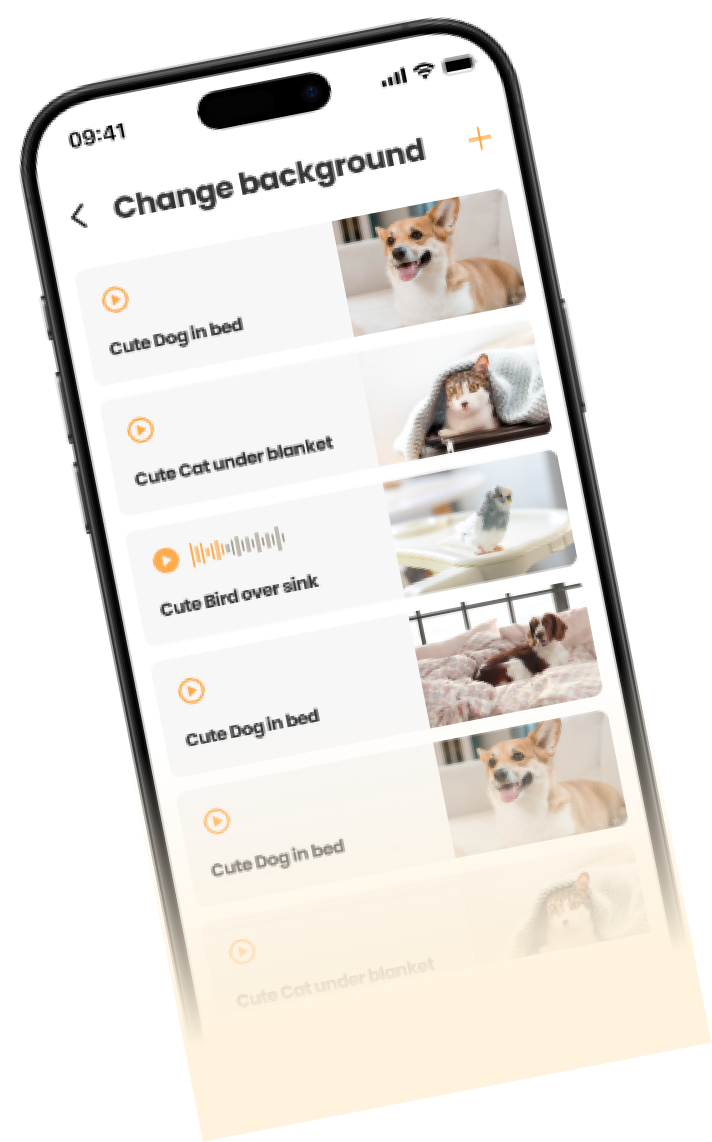 09:41
Change background
Cute Dog in bed
Cute Cat under blanket
Cute Bird over sink
Cute Dog in bed
Cute Dog in bed
Cute Cat under blanket